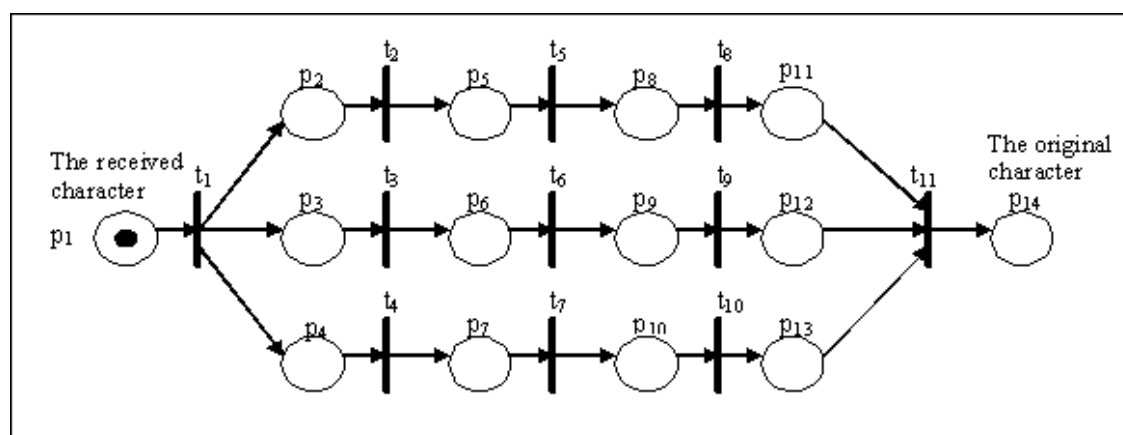 t2 t5 t8
p2 p5 p8 p11
The received
character
The original
character
t1 t3 t6 t9 t11
p1 p3 p6 p9 p12 p14
t4 t7 t10
p4 p7 p10 p13